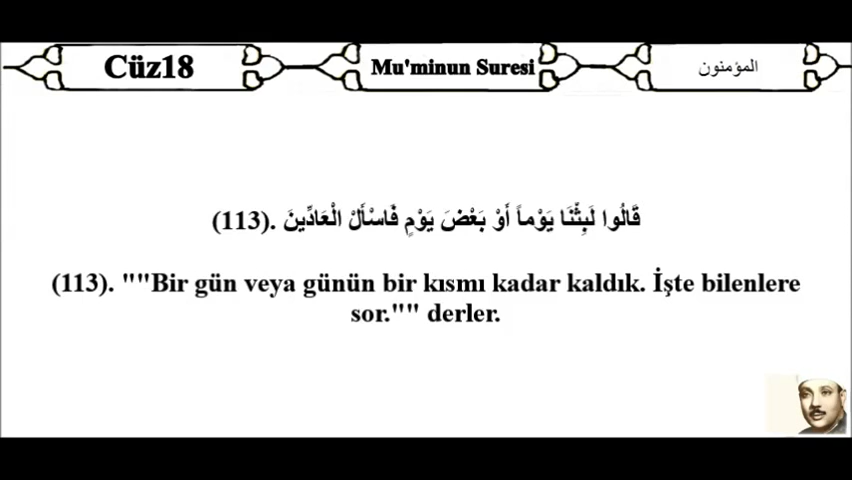 Cüz18
Mu'minun Suresi
المؤمنون
قَالُوا لَبِثْنَا يَوْماً أَوْ بَعْضَ يَوْمٍ فَاسْأَلْ الْعَادِّينَ .(113)
(113). ""Bir gün veya günün bir kısmı kadar kaldık. İşte bilenlere
sor."" derler.